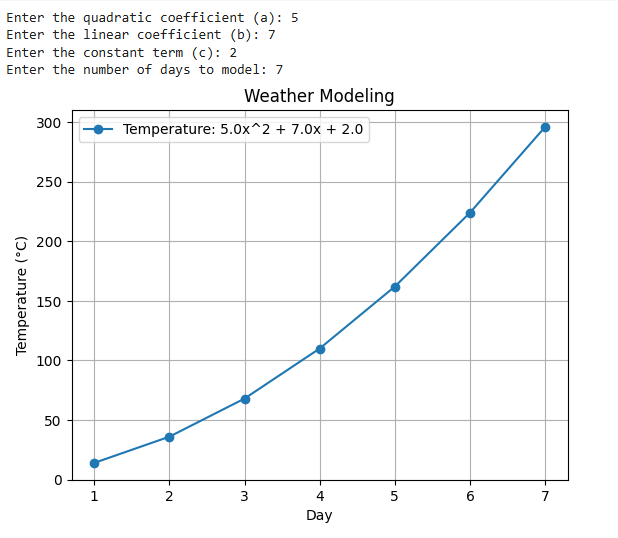 Enter the quadratic coefficient (a): 5
Enter the linear coefficient (b): 7
Enter the constant term (c): 2
Enter the number of days to model: 7
Weather Modeling
Temperature: 5.0x^2 + 7.0x + 2.0
300
250
200
150
100
50
0
Temperature (°C)
1 2 3 4 5 6 7
Day